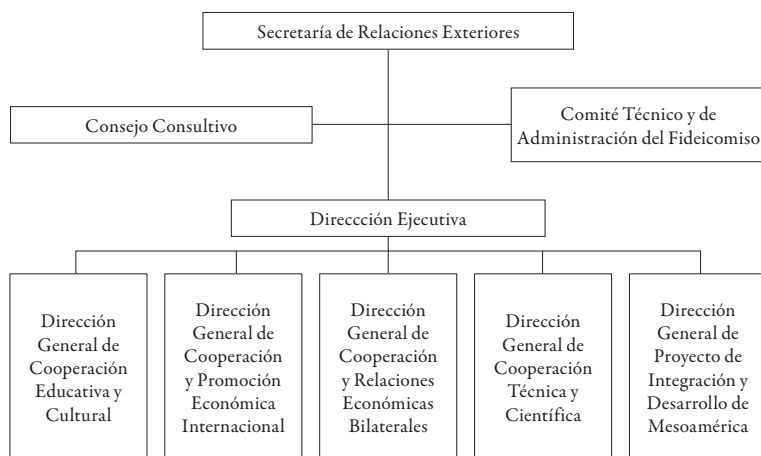 Secretaría de Relaciones Exteriores
Consejo Consultivo
Comité Técnico y de
Administración del Fideicomiso
Direccción Ejecutiva
Dirección
General de
Cooperación
Educativa y
Cultural
Dirección
General de
Cooperación
y Promoción
Económica
Internacional
Dirección
General de
Cooperación
y Relaciones
Económicas
Bilaterales
Dirección
General de
Cooperación
Técnica y
Científica
Dirección
General de
Proyecto de
Integración y
Desarrollo de
Mesoamérica